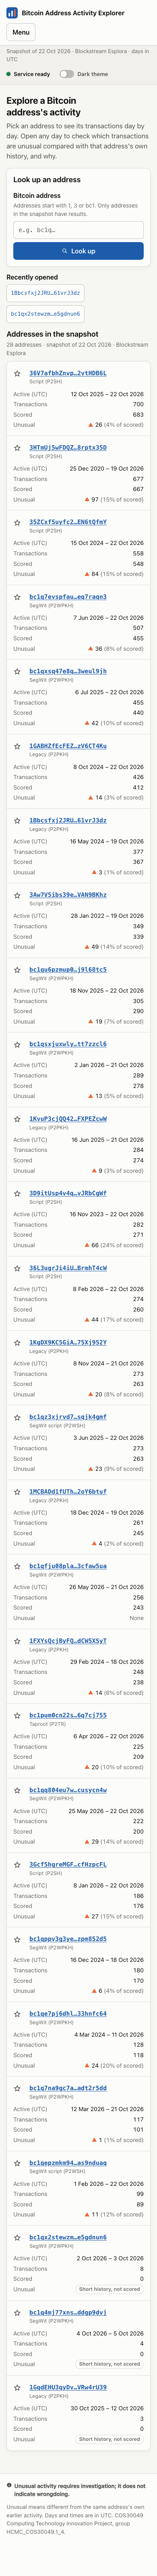 Bitcoin Address Activity Explorer
Menu
Snapshot of 22 Oct 2026 · Blockstream Esplora · days in
UTC
Service ready
Dark theme
Explore a Bitcoin
address's activity
Pick an address to see its transactions day by
day. Open any day to check which transactions
were unusual compared with that address's own
history, and why.
Look up an address
Bitcoin address
Addresses start with 1, 3 or bc1. Only addresses
in the snapshot have results.
e.g. bc1q…
Look up
Recently opened
1Bbcsfxj2JRU…61vrJ3dz
bc1qx2stewzm…e5gdnun6
Addresses in the snapshot
28 addresses · snapshot of 22 Oct 2026 · Blockstream
Esplora
36V7afbhZnvp…2vtHDB6L
Script (P2SH)
Active (UTC) 12 Oct 2025 – 22 Oct 2026
Transactions 700
Scored 683
Unusual ▲ 26 (4% of scored)
3HTmUj5wFDQZ…8rptx35D
Script (P2SH)
Active (UTC) 25 Dec 2020 – 19 Oct 2026
Transactions 677
Scored 667
Unusual ▲ 97 (15% of scored)
35ZCxf5uyfc2…EN6tQfmY
Script (P2SH)
Active (UTC) 15 Oct 2024 – 22 Oct 2026
Transactions 558
Scored 548
Unusual ▲ 84 (15% of scored)
bc1q7evspfau…eq7raqn3
SegWit (P2WPKH)
Active (UTC) 7 Jun 2026 – 22 Oct 2026
Transactions 507
Scored 455
Unusual ▲ 36 (8% of scored)
bc1qxsq47e8q…3weul9jh
SegWit (P2WPKH)
Active (UTC) 6 Jul 2025 – 22 Oct 2026
Transactions 455
Scored 440
Unusual ▲ 42 (10% of scored)
1GABHZfEcFEZ…zV6CT4Ku
Legacy (P2PKH)
Active (UTC) 8 Oct 2024 – 22 Oct 2026
Transactions 426
Scored 412
Unusual ▲ 14 (3% of scored)
1Bbcsfxj2JRU…61vrJ3dz
Legacy (P2PKH)
Active (UTC) 16 May 2024 – 19 Oct 2026
Transactions 377
Scored 367
Unusual ▲ 3 (1% of scored)
3Aw7V5ibs39e…VAN9BKhz
Script (P2SH)
Active (UTC) 28 Jan 2022 – 19 Oct 2026
Transactions 349
Scored 339
Unusual ▲ 49 (14% of scored)
bc1qu6pzmup0…j9l68tc5
SegWit (P2WPKH)
Active (UTC) 18 Nov 2025 – 22 Oct 2026
Transactions 305
Scored 290
Unusual ▲ 19 (7% of scored)
bc1qsxjuxwly…tt7zzcl6
SegWit (P2WPKH)
Active (UTC) 2 Jan 2026 – 21 Oct 2026
Transactions 289
Scored 278
Unusual ▲ 13 (5% of scored)
1KvuP3cjQQ42…FXPEZcwW
Legacy (P2PKH)
Active (UTC) 16 Jun 2025 – 21 Oct 2026
Transactions 284
Scored 274
Unusual ▲ 9 (3% of scored)
3D9itUsp4v4q…vJRbCgWf
Script (P2SH)
Active (UTC) 16 Nov 2023 – 22 Oct 2026
Transactions 282
Scored 271
Unusual ▲ 66 (24% of scored)
36L3ugrJi4iU…BrmhT4cW
Script (P2SH)
Active (UTC) 8 Feb 2026 – 22 Oct 2026
Transactions 274
Scored 260
Unusual ▲ 44 (17% of scored)
1KgDX9KC5GiA…75Xj952Y
Legacy (P2PKH)
Active (UTC) 8 Nov 2024 – 21 Oct 2026
Transactions 273
Scored 263
Unusual ▲ 20 (8% of scored)
bc1qz3xjrvd7…sqjk4gmf
SegWit script (P2WSH)
Active (UTC) 3 Jun 2025 – 22 Oct 2026
Transactions 273
Scored 263
Unusual ▲ 23 (9% of scored)
1MCBADd1fUTh…2oY6btuf
Legacy (P2PKH)
Active (UTC) 18 Dec 2024 – 19 Oct 2026
Transactions 261
Scored 245
Unusual ▲ 4 (2% of scored)
bc1qfju08pla…3cfaw5ua
SegWit (P2WPKH)
Active (UTC) 26 May 2026 – 21 Oct 2026
Transactions 256
Scored 243
Unusual None
1FXYsQcjByFQ…dCW5XSyT
Legacy (P2PKH)
Active (UTC) 29 Feb 2024 – 18 Oct 2026
Transactions 248
Scored 238
Unusual ▲ 14 (6% of scored)
bc1pum0cn22s…6q7cj755
Taproot (P2TR)
Active (UTC) 6 Apr 2026 – 22 Oct 2026
Transactions 225
Scored 209
Unusual ▲ 20 (10% of scored)
bc1qq804eu7w…cusycn4w
SegWit (P2WPKH)
Active (UTC) 25 May 2026 – 22 Oct 2026
Transactions 222
Scored 200
Unusual ▲ 29 (14% of scored)
3Gcf5hgreMGF…cfHzpcFL
Script (P2SH)
Active (UTC) 8 Jan 2026 – 22 Oct 2026
Transactions 186
Scored 176
Unusual ▲ 27 (15% of scored)
bc1qppv3g3ye…zpm852d5
SegWit (P2WPKH)
Active (UTC) 16 Dec 2024 – 18 Oct 2026
Transactions 180
Scored 170
Unusual ▲ 6 (4% of scored)
bc1qe7pj6dhl…33hnfc64
SegWit (P2WPKH)
Active (UTC) 4 Mar 2024 – 11 Oct 2026
Transactions 128
Scored 118
Unusual ▲ 24 (20% of scored)
bc1q7na9gc7a…adt2r5dd
SegWit (P2WPKH)
Active (UTC) 12 Mar 2026 – 21 Oct 2026
Transactions 117
Scored 101
Unusual ▲ 1 (1% of scored)
bc1qepzmkm94…as9nduaq
SegWit script (P2WSH)
Active (UTC) 1 Feb 2026 – 22 Oct 2026
Transactions 99
Scored 89
Unusual ▲ 11 (12% of scored)
bc1qx2stewzm…e5gdnun6
SegWit (P2WPKH)
Active (UTC) 2 Oct 2026 – 3 Oct 2026
Transactions 8
Scored 0
Unusual Short history, not scored
bc1q4mj77xns…ddgp9dvj
SegWit (P2WPKH)
Active (UTC) 4 Oct 2026 – 5 Oct 2026
Transactions 4
Scored 0
Unusual Short history, not scored
1GqdEHU3qyDv…VRw4rU39
Legacy (P2PKH)
Active (UTC) 30 Oct 2025 – 12 Oct 2026
Transactions 3
Scored 0
Unusual Short history, not scored
Unusual activity requires investigation; it does not
indicate wrongdoing.
Unusual means different from the same address's own
earlier activity. Days and times are in UTC. COS30049
Computing Technology Innovation Project, group
HCMC_COS30049.1_4.